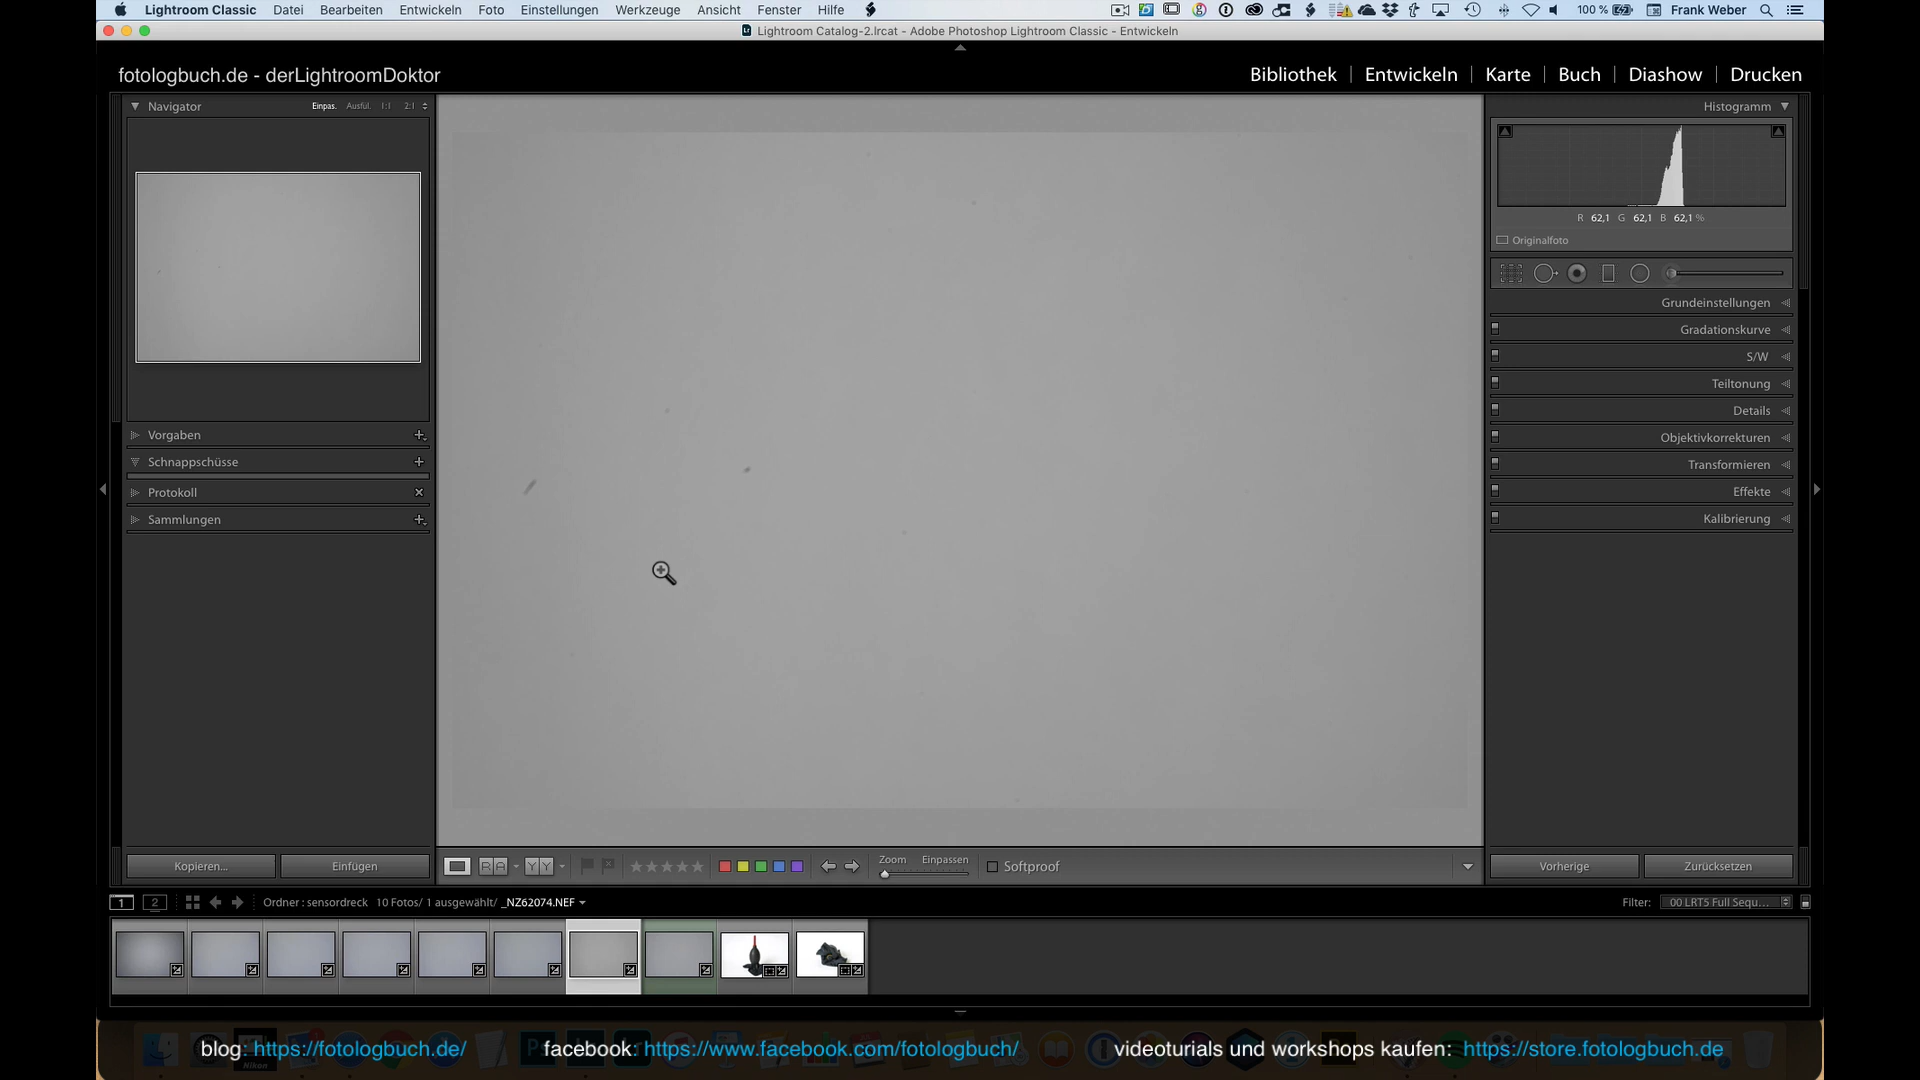 Lightroom Classic Datei Bearbeiten Entwickeln Foto Einstellungen Werkzeuge Ansicht Fenster Hilfe 100 % Frank Weber
Lightroom Catalog-2.lrcat - Adobe Photoshop Lightroom Classic - Entwickeln
fotologbuch.de - derLightroomDoktor
Bibliothek | Entwickeln | Karte | Buch | Diashow | Drucken
Navigator Einpas. Ausfül. 1:1 2:1
Histogramm
R 62,1 G 62,1 B 62,1 %
Originalfoto
Grundeinstellungen
Gradationskurve
S/W
Teiltonung
Details
Objektivkorrekturen
Transformieren
Effekte
Kalibrierung
Vorgaben
Schnappschüsse
Protokoll
Sammlungen
Kopieren... Einfügen
R A Y Y Zoom Einpassen Softproof
Vorherige Zurücksetzen
1 2 Ordner : sensordreck 10 Fotos/ 1 ausgewählt/ _NZ62074.NEF
Filter: 00 LRT5 Full Sequ...
blog: https://fotologbuch.de/ facebook: https://www.facebook.com/fotologbuch/ videoturials und workshops kaufen: https://store.fotologbuch.de